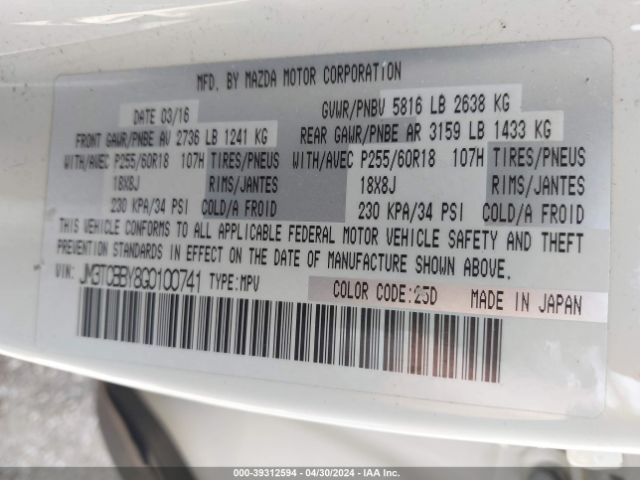 MFD. BY MAZDA MOTOR CORPORATION
DATE 03/16 GVWR/PNBV 5816 LB 2638 KG
FRONT GAWR/PNBE AV 2736 LB 1241 KG REAR GAWR/PNBE AR 3159 LB 1433 KG
WITH/AVEC P255/60R18 107H TIRES/PNEUS WITH/AVEC P255/60R18 107H TIRES/PNEUS
18X8J RIMS/JANTES 18X8J RIMS/JANTES
230 KPA/34 PSI COLD/A FROID 230 KPA/34 PSI COLD/A FROID
THIS VEHICLE CONFORMS TO ALL APPLICABLE FEDERAL MOTOR VEHICLE SAFETY AND THEFT
PREVENTION STANDARDS IN EFFECT ON THE DATE OF MANUFACTURE SHOWN ABOVE.
VIN: JM3TCBBY8G0100741 TYPE:MPV
COLOR CODE:25D MADE IN JAPAN
000-39312594 - 04/30/2024 - IAA Inc.